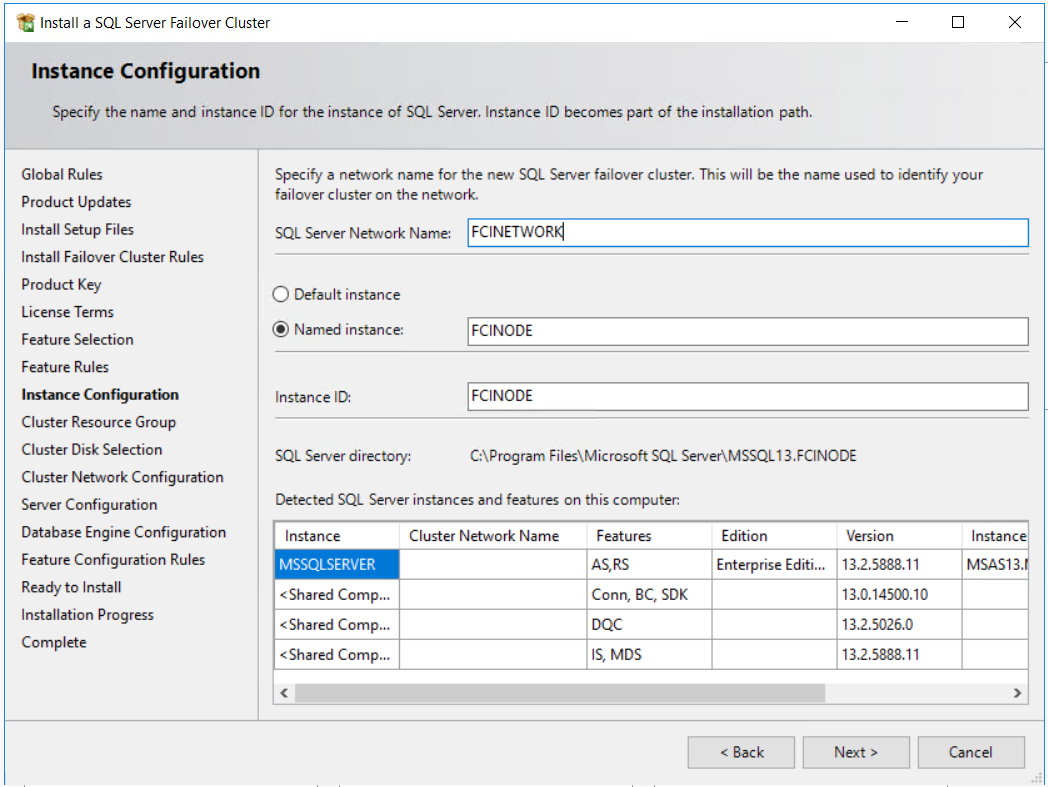 Install a SQL Server Failover Cluster
Instance Configuration
Specify the name and instance ID for the instance of SQL Server. Instance ID becomes part of the installation path.
Global Rules
Product Updates
Install Setup Files
Install Failover Cluster Rules
Product Key
License Terms
Feature Selection
Feature Rules
Instance Configuration
Cluster Resource Group
Cluster Disk Selection
Cluster Network Configuration
Server Configuration
Database Engine Configuration
Feature Configuration Rules
Ready to Install
Installation Progress
Complete
Specify a network name for the new SQL Server failover cluster. This will be the name used to identify your
failover cluster on the network.
SQL Server Network Name: FCINETWORK
Default instance
Named instance: FCINODE
Instance ID: FCINODE
SQL Server directory: C:\Program Files\Microsoft SQL Server\MSSQL13.FCINODE
Detected SQL Server instances and features on this computer:
Instance Cluster Network Name Features Edition Version Instance
MSSQLSERVER AS,RS Enterprise Editi... 13.2.5888.11 MSAS13.
<Shared Comp... Conn, BC, SDK 13.0.14500.10
<Shared Comp... DQC 13.2.5026.0
<Shared Comp... IS, MDS 13.2.5888.11
< Back Next > Cancel